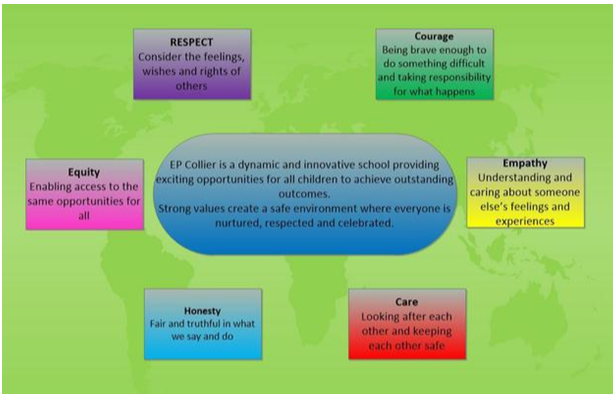 RESPECT
Consider the feelings,
wishes and rights of
others
Courage
Being brave enough to
do something difficult
and taking responsibility
for what happens
Equity
Enabling access to the
same opportunities for
all
EP Collier is a dynamic and innovative school providing
exciting opportunities for all children to achieve outstanding
outcomes.
Strong values create a safe environment where everyone is
nurtured, respected and celebrated.
Empathy
Understanding and
caring about someone
else's feelings and
experiences
Honesty
Fair and truthful in what
we say and do
Care
Looking after each
other and keeping
each other safe